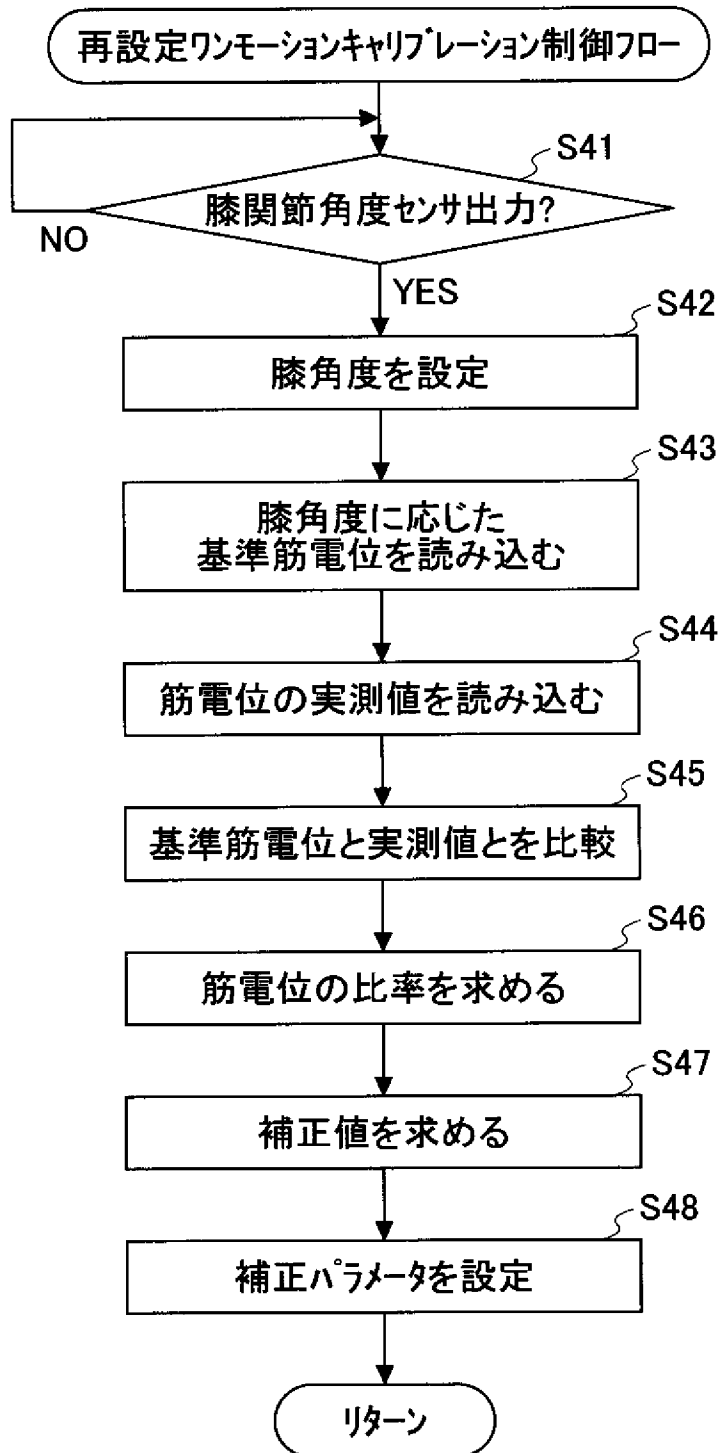 再設定ワンモーションキャリブレーション制御フロー
S41
膝関節角度センサ出力?
NO
YES
S42
膝角度を設定
S43
膝角度に応じた
基準筋電位を読み込む
S44
筋電位の実測値を読み込む
S45
基準筋電位と実測値とを比較
S46
筋電位の比率を求める
S47
補正値を求める
S48
補正パラメータを設定
リターン